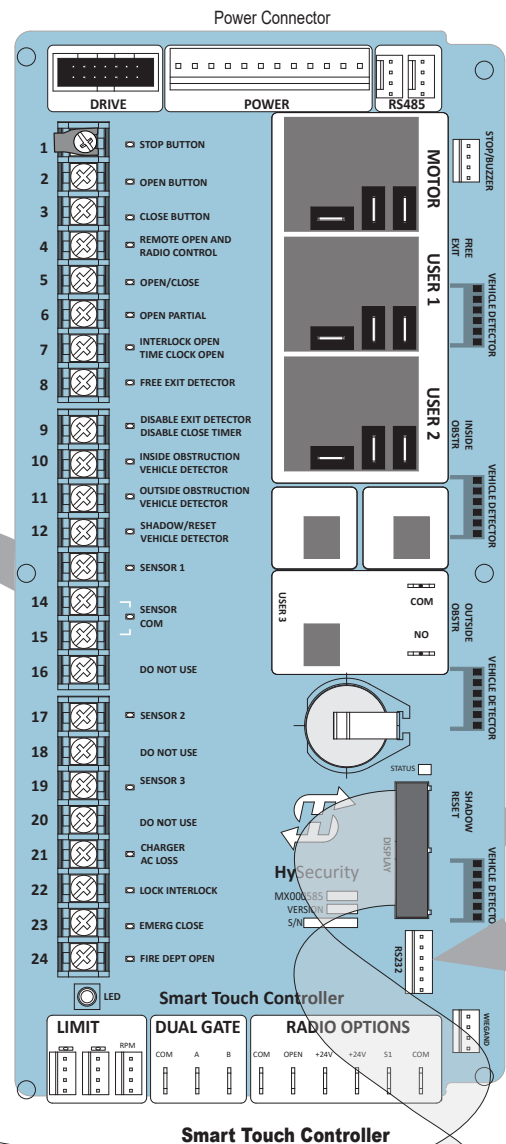 Power Connector
DRIVE
POWER
RS485
1 STOP BUTTON
2 OPEN BUTTON
3 CLOSE BUTTON
4 REMOTE OPEN AND
RADIO CONTROL
5 OPEN/CLOSE
6 OPEN PARTIAL
7 INTERLOCK OPEN
TIME CLOCK OPEN
8 FREE EXIT DETECTOR
9 DISABLE EXIT DETECTOR
DISABLE CLOSE TIMER
10 INSIDE OBSTRUCTION
VEHICLE DETECTOR
11 OUTSIDE OBSTRUCTION
VEHICLE DETECTOR
12 SHADOW/RESET
VEHICLE DETECTOR
13 SENSOR 1
14 SENSOR
15 COM
16 DO NOT USE
17 SENSOR 2
18 DO NOT USE
19 SENSOR 3
20 DO NOT USE
21 CHARGER
AC LOSS
22 LOCK INTERLOCK
23 EMERG CLOSE
24 FIRE DEPT OPEN
MOTOR
USER 1
USER 2
USER 3
COM
NO
STOP/BUZZER
FREE
EXIT
VEHICLE DETECTOR
INSIDE
OBSTR
VEHICLE DETECTOR
OUTSIDE
OBSTR
VEHICLE DETECTOR
STATUS
SHADOW
RESET
VEHICLE DETECTO
DISPLAY
HySecurity
MX000585
VERSION
S/N
RS232
WIEGAND
LED
Smart Touch Controller
LIMIT
RPM
DUAL GATE
COM A B
RADIO OPTIONS
COM OPEN +24V +24V S1 COM
Smart Touch Controller